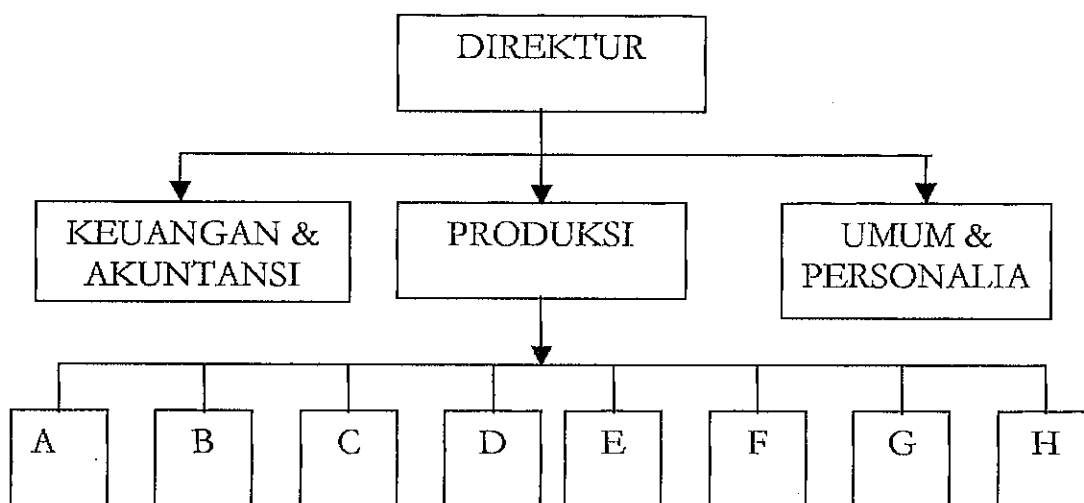 DIREKTUR
KEUANGAN &
AKUNTANSI
PRODUKSI
UMUM &
PERSONALIA
A B C D E F G H